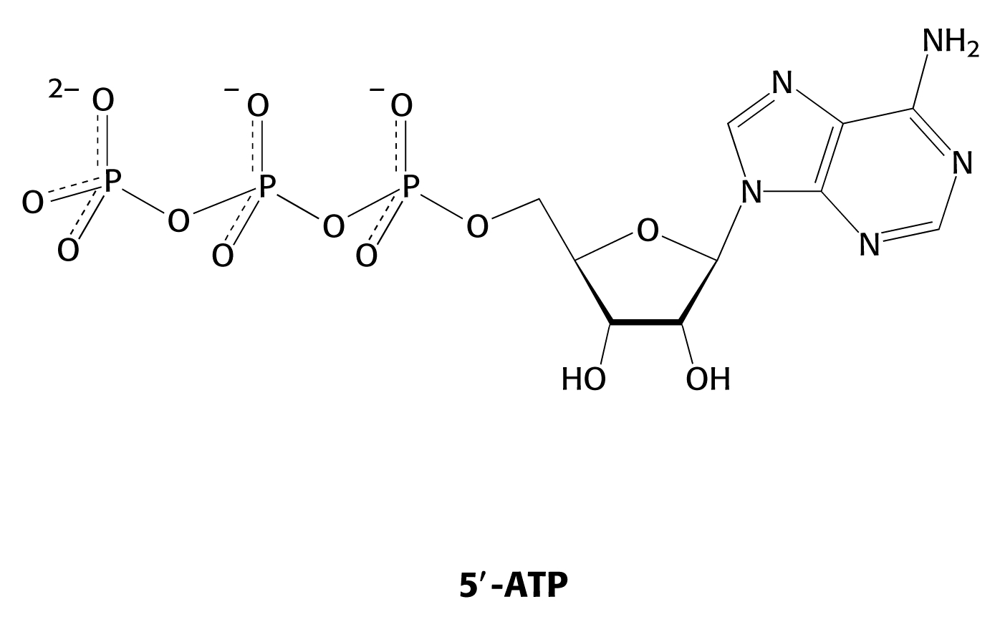 NH₂
2– O – O – O N
P P P N
O O O O N N
O O O O N
HO OH
5′-ATP